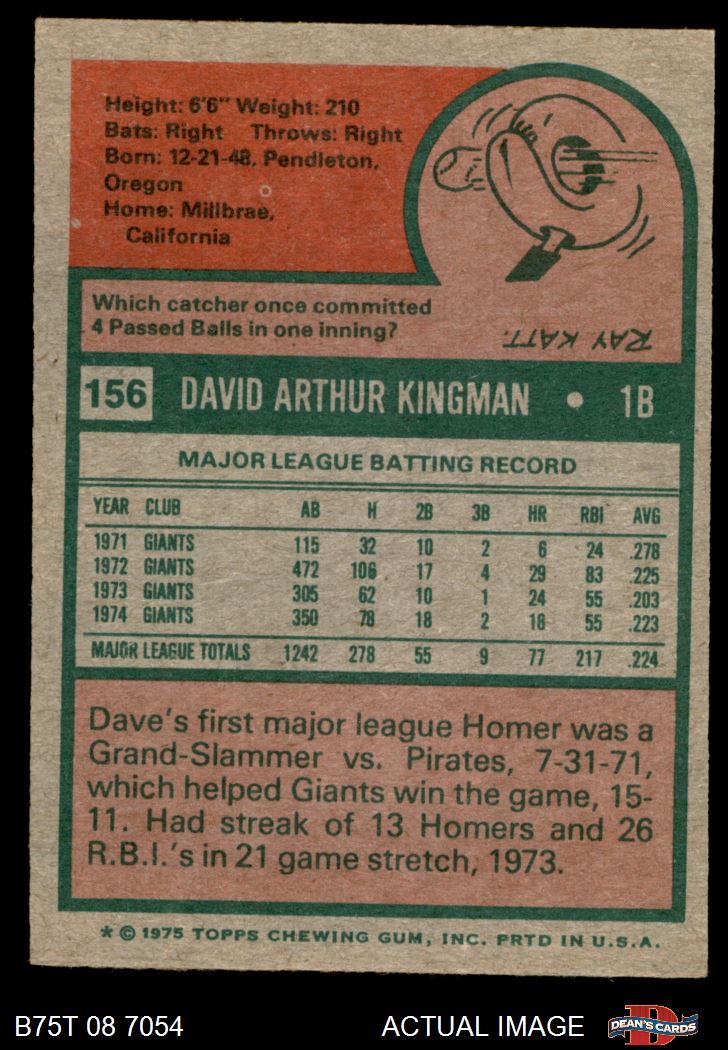 Height: 6'6" Weight: 210
Bats: Right Throws: Right
Born: 12-21-48, Pendleton,
Oregon
Home: Millbrae,
California
Which catcher once committed
4 Passed Balls in one inning?
RAY KATT.
156 DAVID ARTHUR KINGMAN • 1B
MAJOR LEAGUE BATTING RECORD
YEAR CLUB AB H 2B 3B HR RBI AVG
1971 GIANTS 115 32 10 2 6 24 .278
1972 GIANTS 472 106 17 4 29 83 .225
1973 GIANTS 305 62 10 1 24 55 .203
1974 GIANTS 350 78 18 2 18 55 .223
MAJOR LEAGUE TOTALS 1242 278 55 9 77 217 .224
Dave's first major league Homer was a
Grand-Slammer vs. Pirates, 7-31-71,
which helped Giants win the game, 15-
11. Had streak of 13 Homers and 26
R.B.I.'s in 21 game stretch, 1973.
* © 1975 TOPPS CHEWING GUM, INC. PRTD IN U.S.A.
B75T 08 7054 ACTUAL IMAGE D DEAN'S CARDS